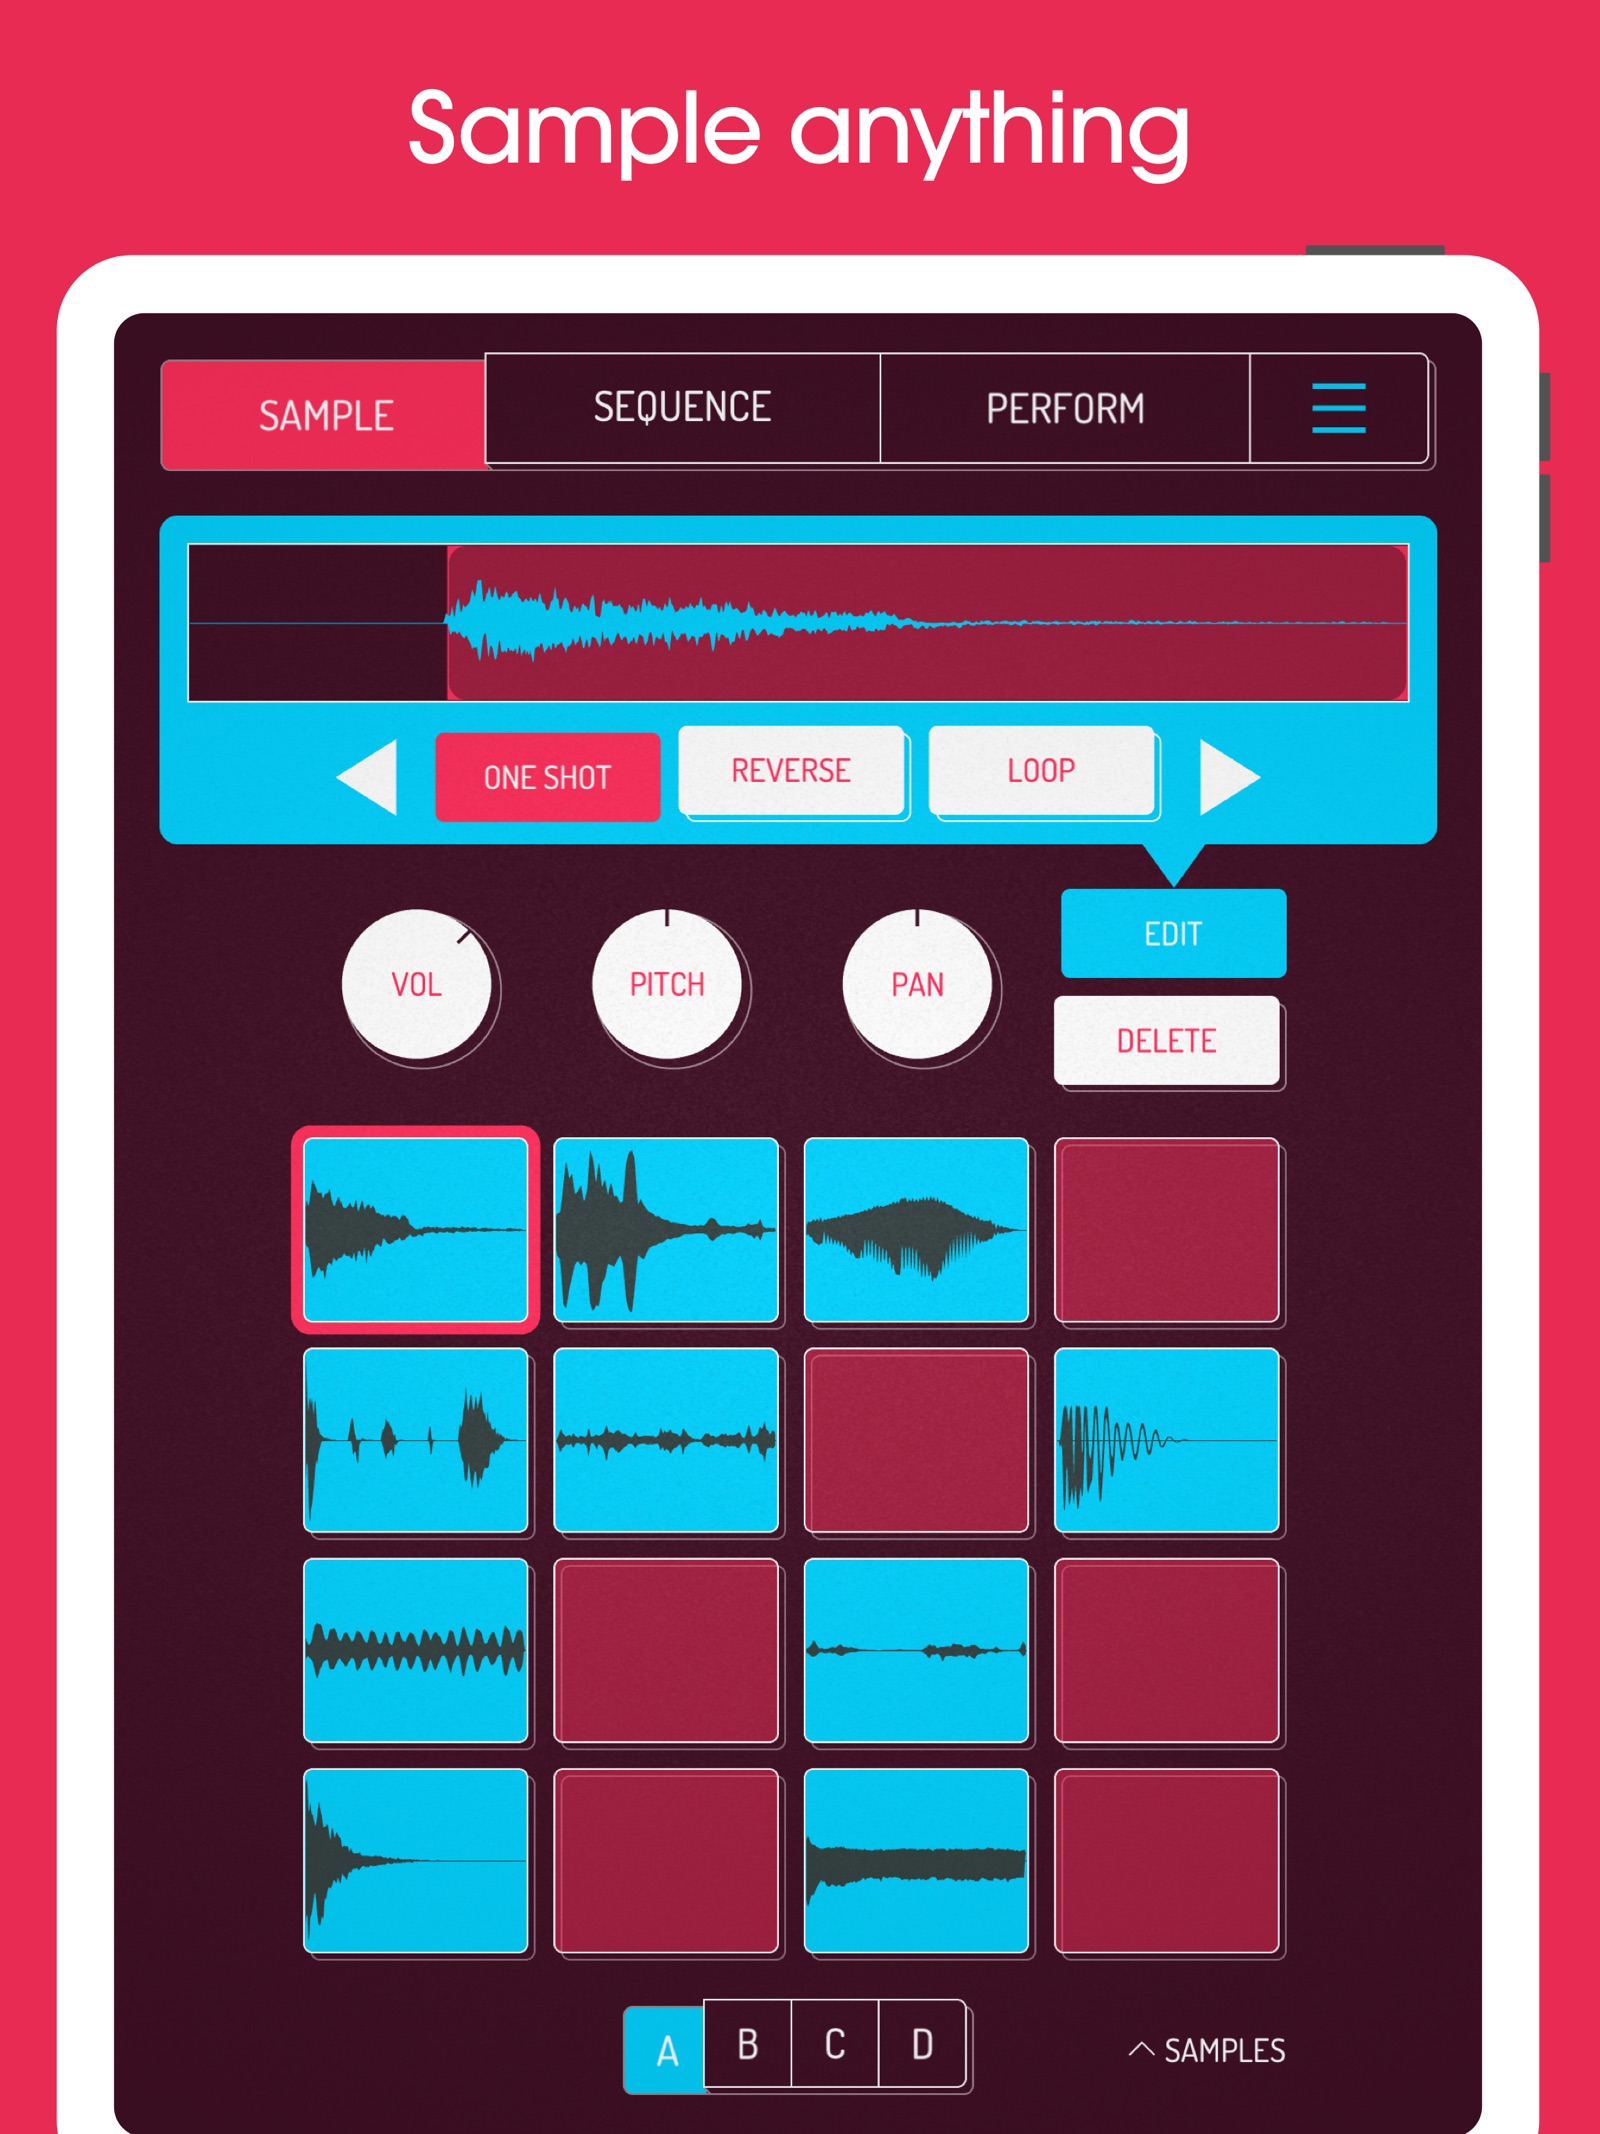 Sample anything
SAMPLE SEQUENCE PERFORM
ONE SHOT REVERSE LOOP
VOL PITCH PAN EDIT
DELETE
A B C D SAMPLES